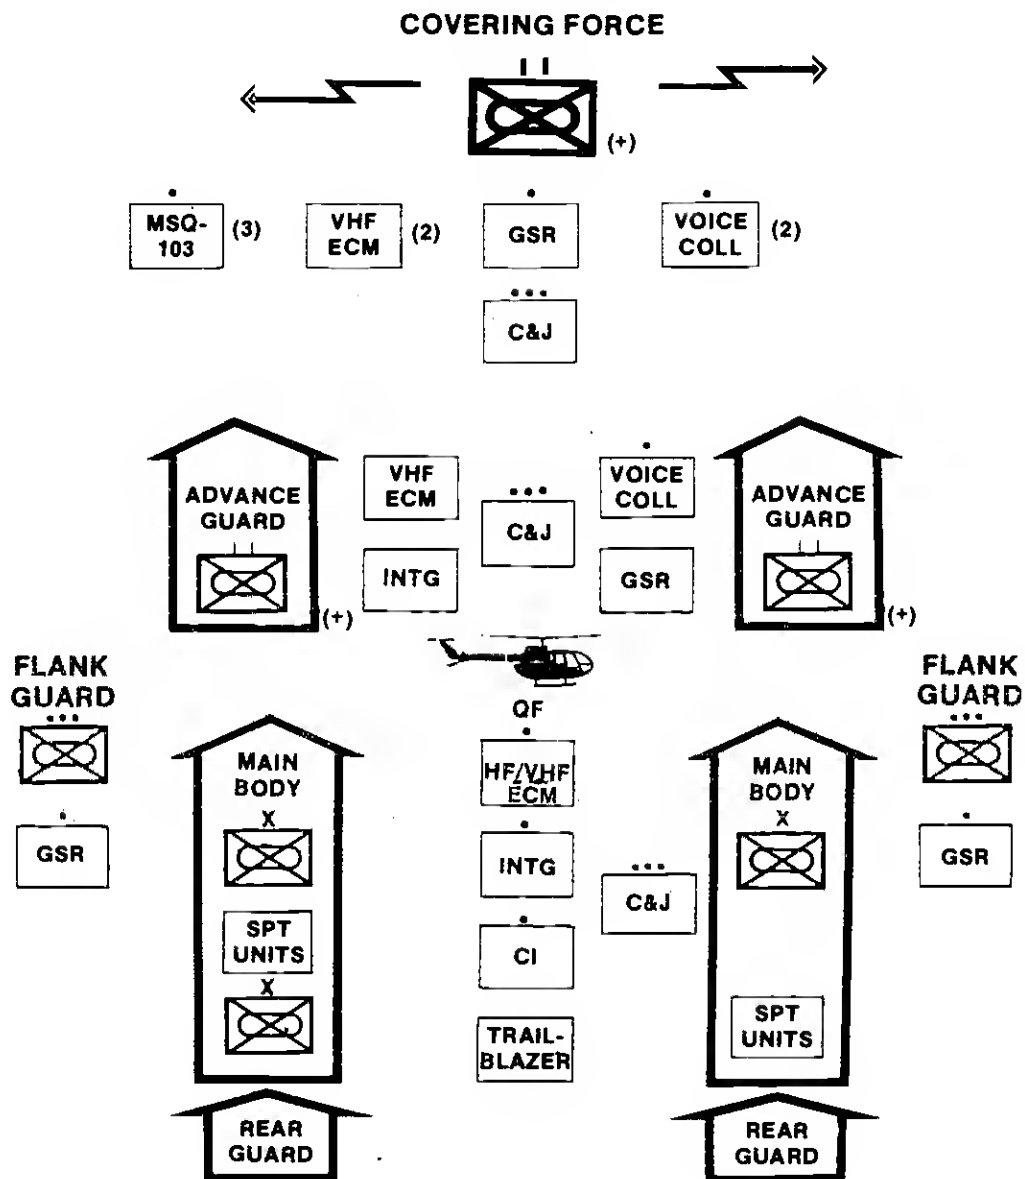 COVERING FORCE
(+)
MSQ-
103
(3)
VHF
ECM
(2)
GSR
VOICE
COLL
(2)
C&J
ADVANCE
GUARD
(+)
VHF
ECM
INTG
C&J
VOICE
COLL
GSR
ADVANCE
GUARD
(+)
FLANK
GUARD
GSR
MAIN
BODY
X
SPT
UNITS
X
QF
HF/VHF
ECM
INTG
CI
TRAIL-
BLAZER
C&J
MAIN
BODY
X
SPT
UNITS
FLANK
GUARD
GSR
REAR
GUARD
REAR
GUARD